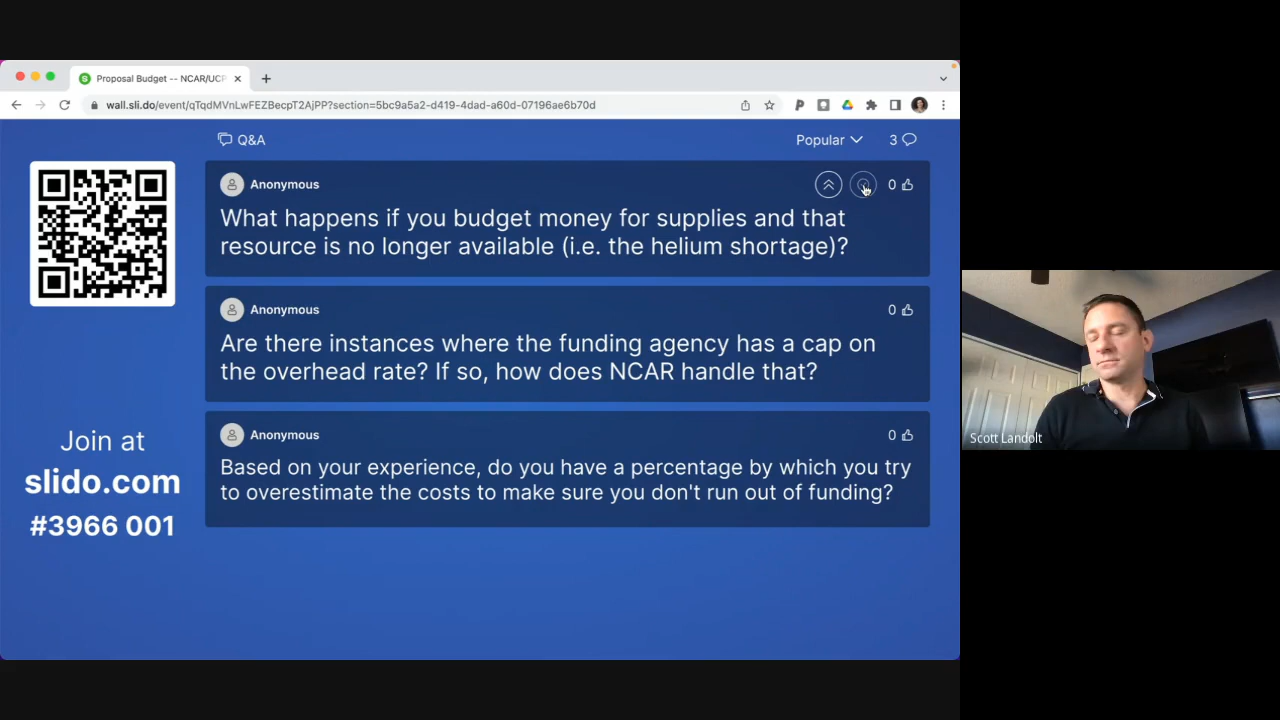 Proposal Budget -- NCAR/UCP
wall.sli.do/event/qTqdMVnLwFEZBecpT2AjPP?section=5bc9a5a2-d419-4dad-a60d-07196ae6b70d
Q&A
Popular
3
Anonymous
0
What happens if you budget money for supplies and that
resource is no longer available (i.e. the helium shortage)?
Anonymous
0
Are there instances where the funding agency has a cap on
the overhead rate? If so, how does NCAR handle that?
Anonymous
0
Based on your experience, do you have a percentage by which you try
to overestimate the costs to make sure you don't run out of funding?
Join at
slido.com
#3966 001
Scott Landolt